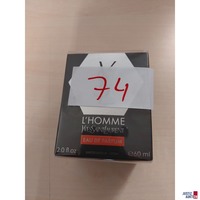 74
L'HOMME
YVES SAINT LAURENT
EAU DE PARFUM
2.0 fl oz ℮ 60 ml